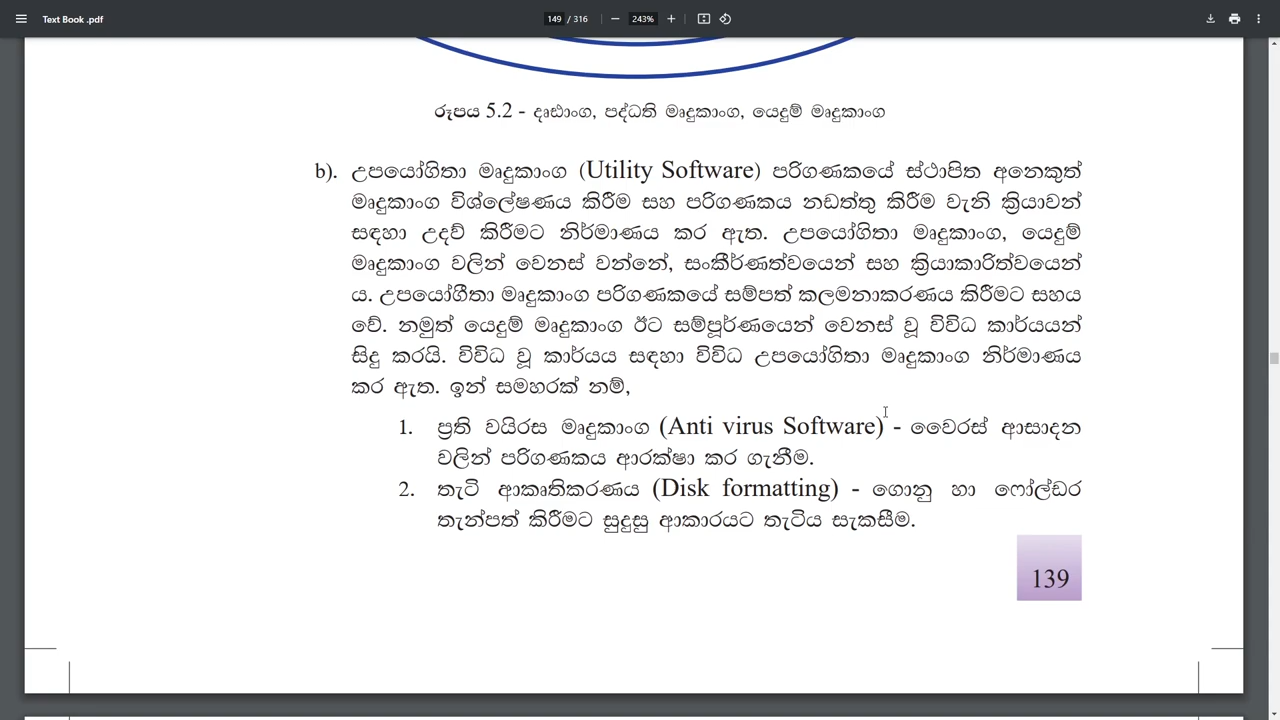 Text Book .pdf
149 / 316
243%
රූපය 5.2 - දෘඪාංග, පද්ධති මෘදුකාංග, යෙදුම් මෘදුකාංග
b). උපයෝගිතා මෘදුකාංග (Utility Software) පරිගණකයේ ස්ථාපිත අනෙකුත්
මෘදුකාංග විශ්ලේෂණය කිරීම සහ පරිගණකය නඩත්තු කිරීම වැනි ක්‍රියාවන්
සඳහා උදව් කිරීමට නිර්මාණය කර ඇත. උපයෝගිතා මෘදුකාංග, යෙදුම්
මෘදුකාංග වලින් වෙනස් වන්නේ, සංකීර්ණත්වයෙන් සහ ක්‍රියාකාරිත්වයෙන්
ය. උපයෝගීතා මෘදුකාංග පරිගණකයේ සම්පත් කලමනාකරණය කිරීමට සහය
වේ. නමුත් යෙදුම් මෘදුකාංග ඊට සම්පූර්ණයෙන් වෙනස් වූ විවිධ කාර්යයන්
සිදු කරයි. විවිධ වූ කාර්යය සඳහා විවිධ උපයෝගිතා මෘදුකාංග නිර්මාණය
කර ඇත. ඉන් සමහරක් නම්,
1. ප්‍රති වයිරස මෘදුකාංග (Anti virus Software) - වෛරස් ආසාදන
වලින් පරිගණකය ආරක්ෂා කර ගැනීම.
2. තැටි ආකෘතිකරණය (Disk formatting) - ගොනු හා ෆෝල්ඩර
තැන්පත් කිරීමට සුදුසු ආකාරයට තැටිය සැකසීම.
139